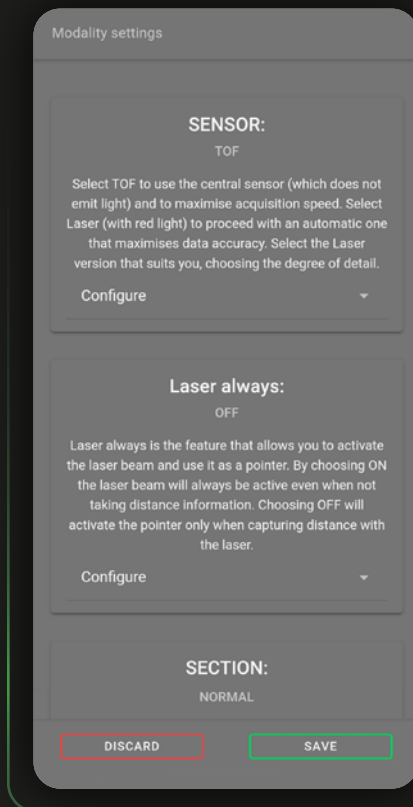 Modality settings
SENSOR:
TOF
Select TOF to use the central sensor (which does not
emit light) and to maximise acquisition speed. Select
Laser (with red light) to proceed with an automatic one
that maximises data accuracy. Select the Laser
version that suits you, choosing the degree of detail.
Configure
Laser always:
OFF
Laser always is the feature that allows you to activate
the laser beam and use it as a pointer. By choosing ON
the laser beam will always be active even when not
taking distance information. Choosing OFF will
activate the pointer only when capturing distance with
the laser.
Configure
SECTION:
NORMAL
DISCARD
SAVE